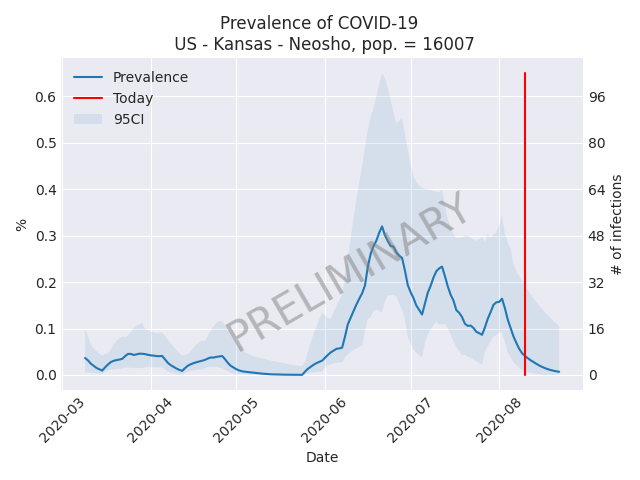 Prevalence of COVID-19
US - Kansas - Neosho, pop. = 16007
Prevalence
Today
95CI
0.6
0.5
0.4
0.3
0.2
0.1
0.0
%
96
80
64
48
32
16
0
# of infections
PRELIMINARY
2020-03
2020-04
2020-05
2020-06
2020-07
2020-08
Date